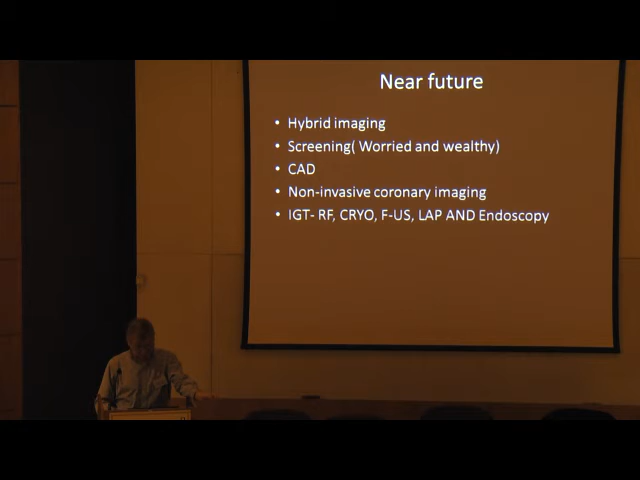 Near future
• Hybrid imaging
• Screening( Worried and wealthy)
• CAD
• Non-invasive coronary imaging
• IGT- RF, CRYO, F-US, LAP AND Endoscopy